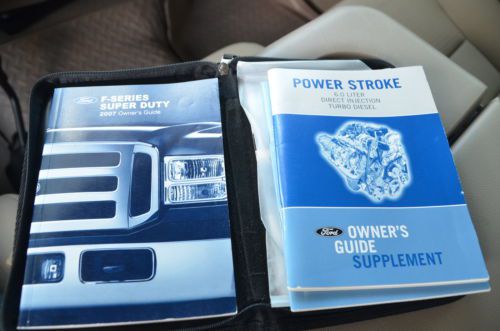 Ford
F-SERIES
SUPER DUTY
2007 Owner's Guide
POWER STROKE
6.0 LITER
DIRECT INJECTION
TURBO DIESEL
Ford
OWNER'S
GUIDE
SUPPLEMENT